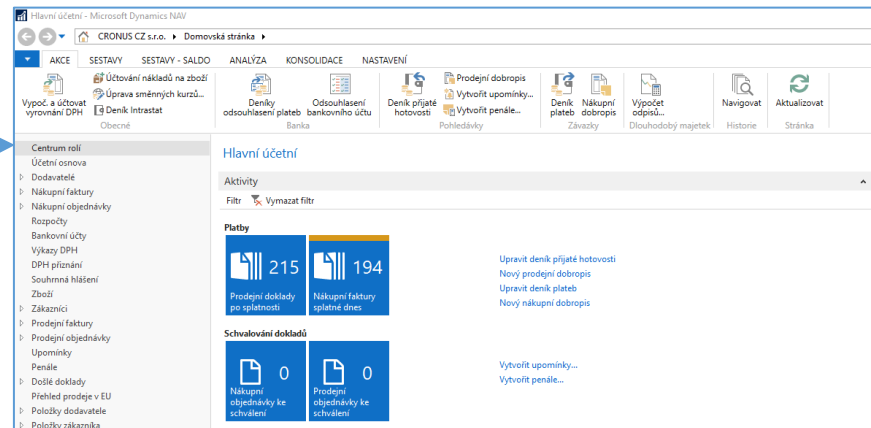 Hlavní účetní - Microsoft Dynamics NAV
CRONUS CZ s.r.o. Domovská stránka
AKCE SESTAVY SESTAVY - SALDO ANALÝZA KONSOLIDACE NASTAVENÍ
Vypoč. a účtovat
vyrovnání DPH
Účtování nákladů na zboží
Úprava směnných kurzů...
Deník Intrastat
Obecné
Deníky
odsouhlasení plateb
Odsouhlasení
bankovního účtu
Banka
Deník přijaté
hotovosti
Prodejní dobropis
Vytvořit upomínky...
Vytvořit penále...
Pohledávky
Deník
plateb
Nákupní
dobropis
Závazky
Výpočet
odpisů...
Dlouhodobý majetek
Navigovat
Historie
Aktualizovat
Stránka
Centrum rolí
Účetní osnova
Dodavatelé
Nákupní faktury
Nákupní objednávky
Rozpočty
Bankovní účty
Výkazy DPH
DPH přiznání
Souhrnná hlášení
Zboží
Zákazníci
Prodejní faktury
Prodejní objednávky
Upomínky
Penále
Došlé doklady
Přehled prodeje v EU
Položky dodavatele
Položky zákazníka
Hlavní účetní
Aktivity
Filtr Vymazat filtr
Platby
215
Prodejní doklady
po splatnosti
194
Nákupní faktury
splatné dnes
Upravit deník přijaté hotovosti
Nový prodejní dobropis
Upravit deník plateb
Nový nákupní dobropis
Schvalování dokladů
0
Nákupní
objednávky ke
schválení
0
Prodejní
objednávky ke
schválení
Vytvořit upomínky...
Vytvořit penále...